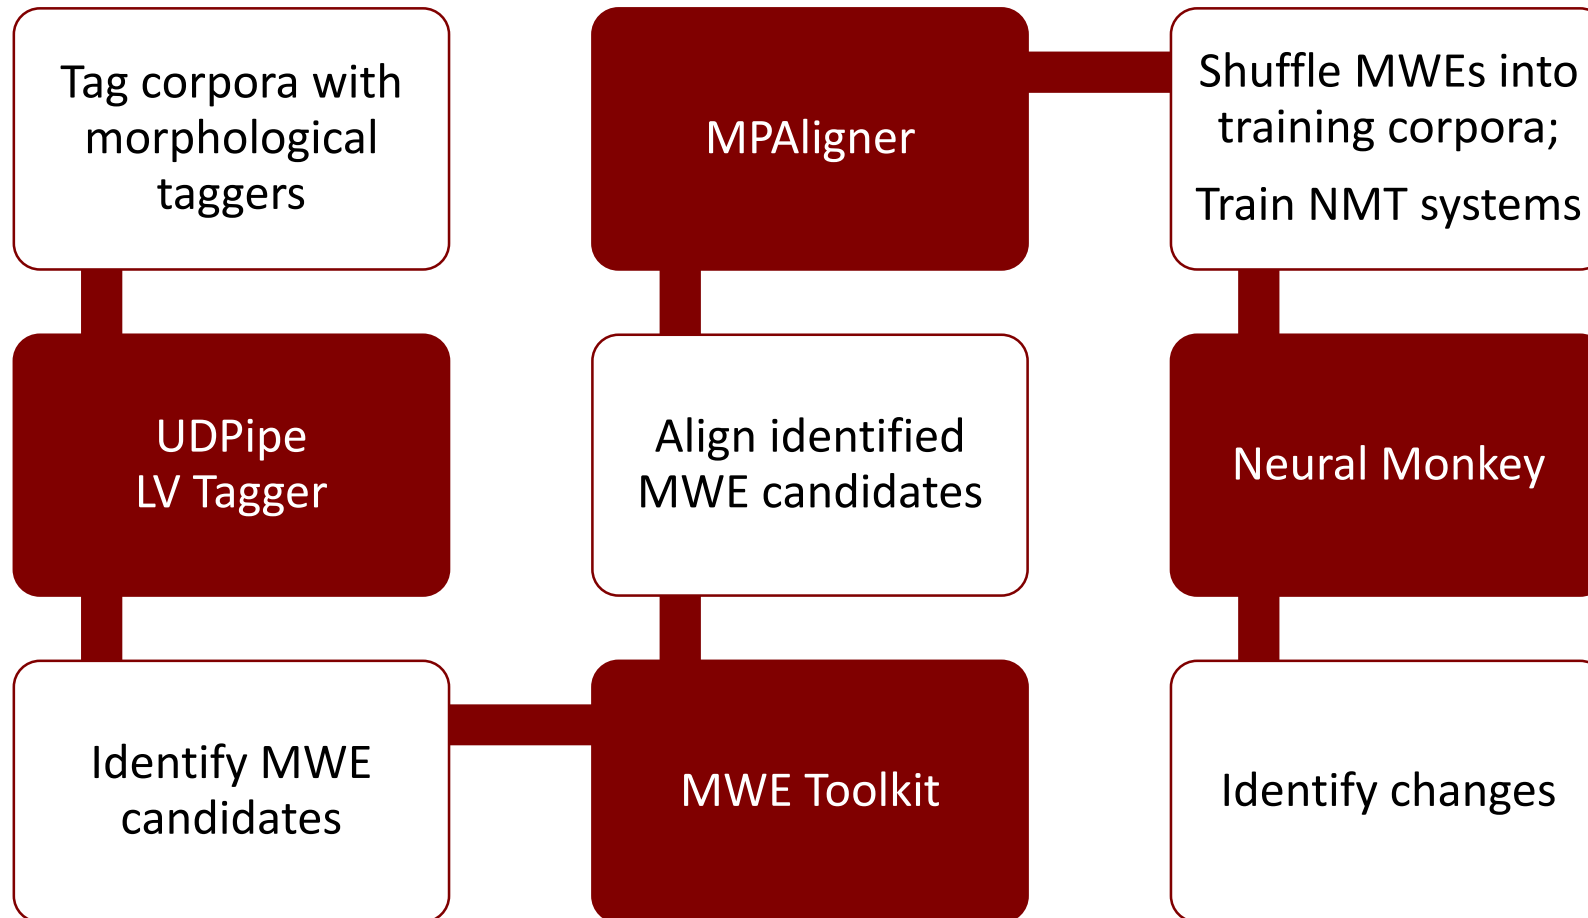 Tag corpora with
morphological
taggers
UDPipe
LV Tagger
Identify MWE
candidates
MWE Toolkit
Align identified
MWE candidates
MPAligner
Shuffle MWEs into
training corpora;
Train NMT systems
Neural Monkey
Identify changes